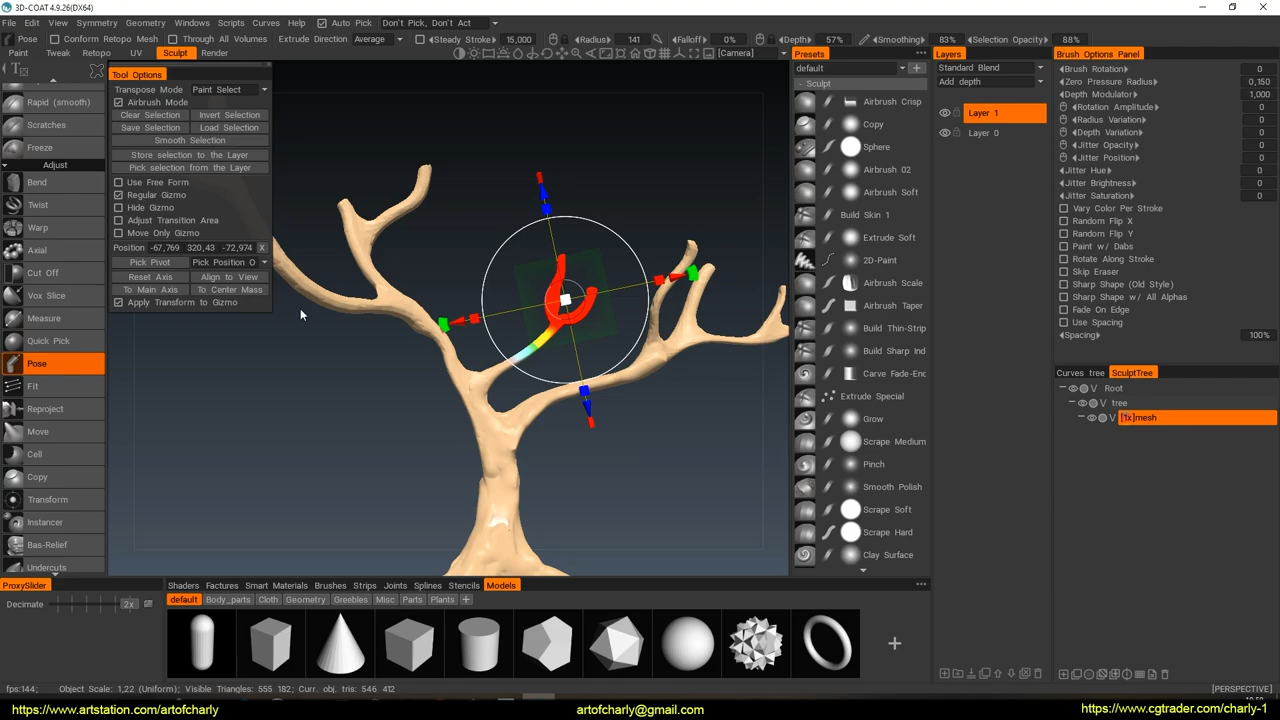 3D-COAT 4.9.26(DX64)
File Edit View Symmetry Geometry Windows Scripts Curves Help Auto Pick Don't Pick, Don't Act
Pose Conform Retopo Mesh Through All Volumes Extrude Direction Average Steady Stroke 15,000 Radius 141 Falloff 0% Depth 57% Smoothing 83% Selection Opacity 88%
Paint Tweak Retopo UV Sculpt Render [Camera]
Rapid (smooth)
Scratches
Freeze
Adjust
Bend
Twist
Warp
Axial
Cut Off
Vox Slice
Measure
Quick Pick
Pose
Fit
Reproject
Move
Cell
Copy
Transform
Instancer
Bas-Relief
Undercuts
Tool Options
Transpose Mode Paint Select
Airbrush Mode
Clear Selection Invert Selection
Save Selection Load Selection
Smooth Selection
Store selection to the Layer
Pick selection from the Layer
Use Free Form
Regular Gizmo
Hide Gizmo
Adjust Transition Area
Move Only Gizmo
Position -67,769 320,43 -72,974 X
Pick Pivot Pick Position O
Reset Axis Align to View
To Main Axis To Center Mass
Apply Transform to Gizmo
Presets
default
Sculpt
Airbrush Crisp
Copy
Sphere
Airbrush 02
Airbrush Soft
Build Skin 1
Extrude Soft
2D-Paint
Airbrush Scale
Airbrush Taper
Build Thin-Strip
Build Sharp Ind
Carve Fade-Enc
Extrude Special
Grow
Scrape Medium
Pinch
Smooth Polish
Scrape Soft
Scrape Hard
Clay Surface
Layers
Standard Blend
Add depth
Layer 1
Layer 0
Brush Options Panel
Brush Rotation 0
Zero Pressure Radius 0,150
Depth Modulator 1,000
Rotation Amplitude 0
Radius Variation 0
Depth Variation 0
Jitter Opacity 0
Jitter Position 0
Jitter Hue 0
Jitter Brightness 0
Jitter Saturation 0
Vary Color Per Stroke
Random Flip X
Random Flip Y
Paint w/ Dabs
Rotate Along Stroke
Skip Eraser
Sharp Shape (Old Style)
Sharp Shape w/ All Alphas
Fade On Edge
Use Spacing
Spacing 100%
Curves tree SculptTree
V Root
V tree
V [1x]mesh
ProxySlider
Decimate 2x
Shaders Factures Smart Materials Brushes Strips Joints Splines Stencils Models
default Body_parts Cloth Geometry Greebles Misc Parts Plants
fps:144; Object Scale: 1,22 (Uniform); Visible Triangles: 555 182; Curr. obj. tris: 546 412
[PERSPECTIVE]
https://www.artstation.com/artofcharly artofcharly@gmail.com https://www.cgtrader.com/charly-1